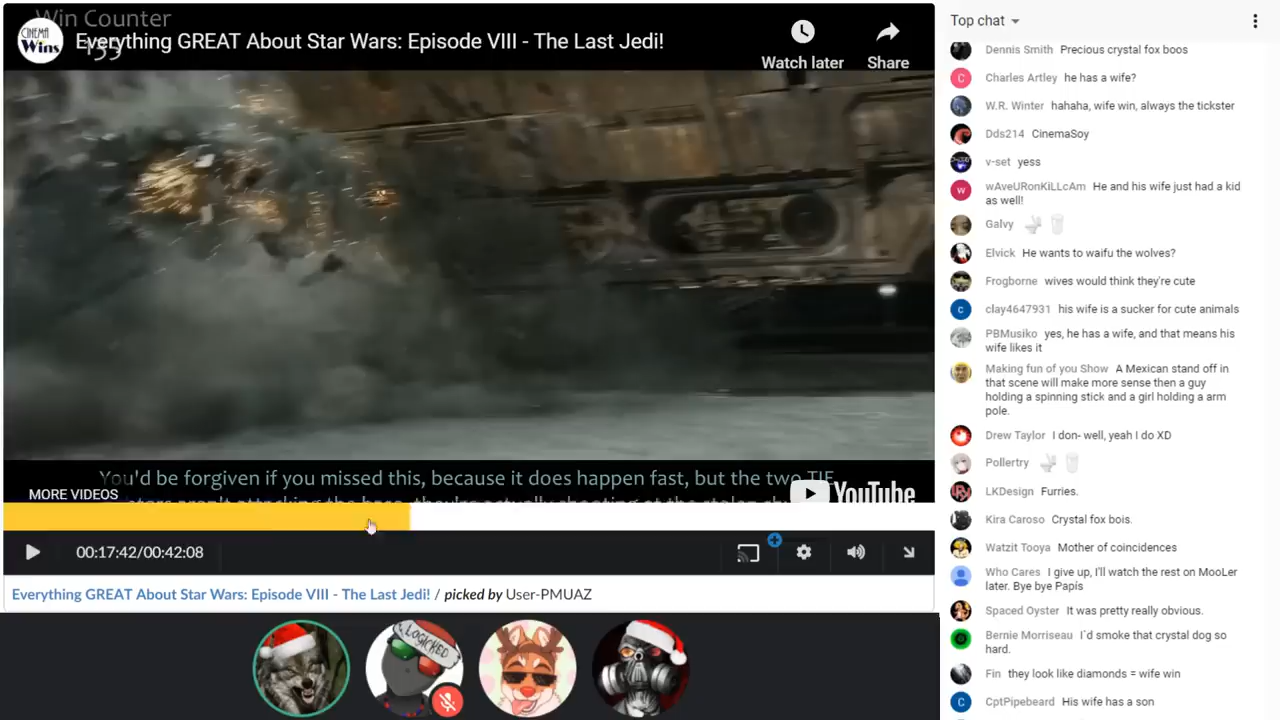 Win Counter
135
CINEMA
Wins
Everything GREAT About Star Wars: Episode VIII - The Last Jedi!
Watch later
Share
You'd be forgiven if you missed this, because it does happen fast, but the two TIE
MORE VIDEOS
YouTube
00:17:42/00:42:08
Everything GREAT About Star Wars: Episode VIII - The Last Jedi! / picked by User-PMUAZ
LOGICKED
Top chat
Dennis Smith Precious crystal fox boos
C
Charles Artley he has a wife?
W.R. Winter hahaha, wife win, always the tickster
Dds214 CinemaSoy
v-set yess
w
wAveURonKiLLcAm He and his wife just had a kid
as well!
Galvy
Elvick He wants to waifu the wolves?
Frogborne wives would think they're cute
c
clay4647931 his wife is a sucker for cute animals
PBMusiko yes, he has a wife, and that means his
wife likes it
Making fun of you Show A Mexican stand off in
that scene will make more sense then a guy
holding a spinning stick and a girl holding a arm
pole.
Drew Taylor I don- well, yeah I do XD
Pollertry
LKDesign Furries.
Kira Caroso Crystal fox bois.
Watzit Tooya Mother of coincidences
Who Cares I give up, I'll watch the rest on MooLer
later. Bye bye Papís
Spaced Oyster It was pretty really obvious.
Bernie Morriseau I´d smoke that crystal dog so
hard.
Fin they look like diamonds = wife win
C
CptPipebeard His wife has a son